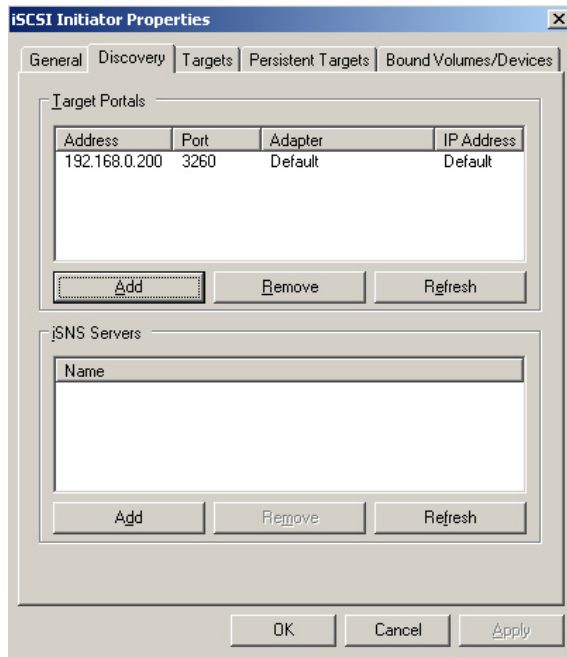 iSCSI Initiator Properties
General Discovery Targets Persistent Targets Bound Volumes/Devices
Target Portals
Address Port Adapter IP Address
192.168.0.200 3260 Default Default
Add Remove Refresh
iSNS Servers
Name
Add Remove Refresh
OK Cancel Apply